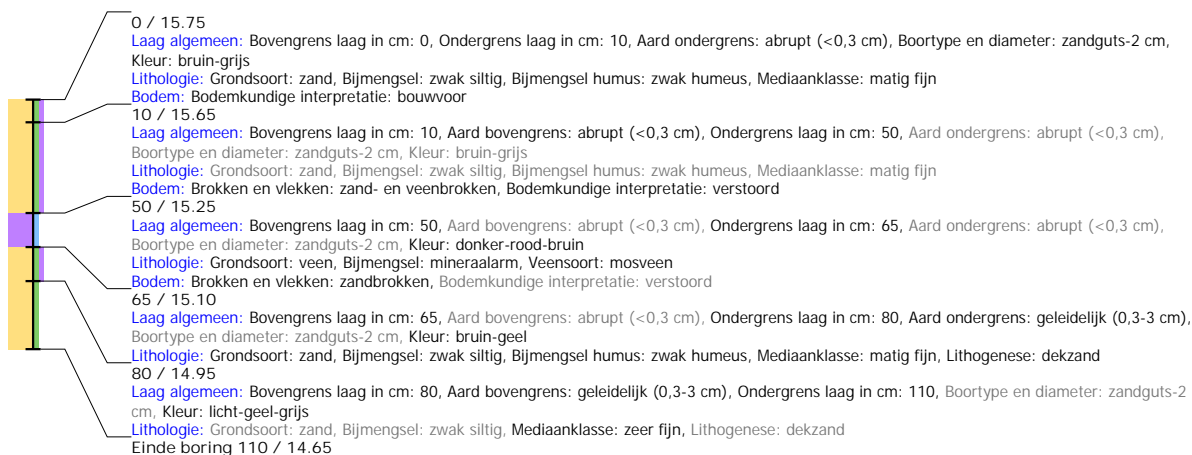 0 / 15.75
Laag algemeen: Bovengrens laag in cm: 0, Ondergrens laag in cm: 10, Aard ondergrens: abrupt (<0,3 cm), Boortype en diameter: zandguts-2 cm,
Kleur: bruin-grijs
Lithologie: Grondsoort: zand, Bijmengsel: zwak siltig, Bijmengsel humus: zwak humeus, Mediaanklasse: matig fijn
Bodem: Bodemkundige interpretatie: bouwvoor
10 / 15.65
Laag algemeen: Bovengrens laag in cm: 10, Aard bovengrens: abrupt (<0,3 cm), Ondergrens laag in cm: 50, Aard ondergrens: abrupt (<0,3 cm),
Boortype en diameter: zandguts-2 cm, Kleur: bruin-grijs
Lithologie: Grondsoort: zand, Bijmengsel: zwak siltig, Bijmengsel humus: zwak humeus, Mediaanklasse: matig fijn
Bodem: Brokken en vlekken: zand- en veenbrokken, Bodemkundige interpretatie: verstoord
50 / 15.25
Laag algemeen: Bovengrens laag in cm: 50, Aard bovengrens: abrupt (<0,3 cm), Ondergrens laag in cm: 65, Aard ondergrens: abrupt (<0,3 cm),
Boortype en diameter: zandguts-2 cm, Kleur: donker-rood-bruin
Lithologie: Grondsoort: veen, Bijmengsel: mineraalarm, Veensoort: mosveen
Bodem: Brokken en vlekken: zandbrokken, Bodemkundige interpretatie: verstoord
65 / 15.10
Laag algemeen: Bovengrens laag in cm: 65, Aard bovengrens: abrupt (<0,3 cm), Ondergrens laag in cm: 80, Aard ondergrens: geleidelijk (0,3-3 cm),
Boortype en diameter: zandguts-2 cm, Kleur: bruin-geel
Lithologie: Grondsoort: zand, Bijmengsel: zwak siltig, Bijmengsel humus: zwak humeus, Mediaanklasse: matig fijn, Lithogenese: dekzand
80 / 14.95
Laag algemeen: Bovengrens laag in cm: 80, Aard bovengrens: geleidelijk (0,3-3 cm), Ondergrens laag in cm: 110, Boortype en diameter: zandguts-2
cm, Kleur: licht-geel-grijs
Lithologie: Grondsoort: zand, Bijmengsel: zwak siltig, Mediaanklasse: zeer fijn, Lithogenese: dekzand
Einde boring 110 / 14.65